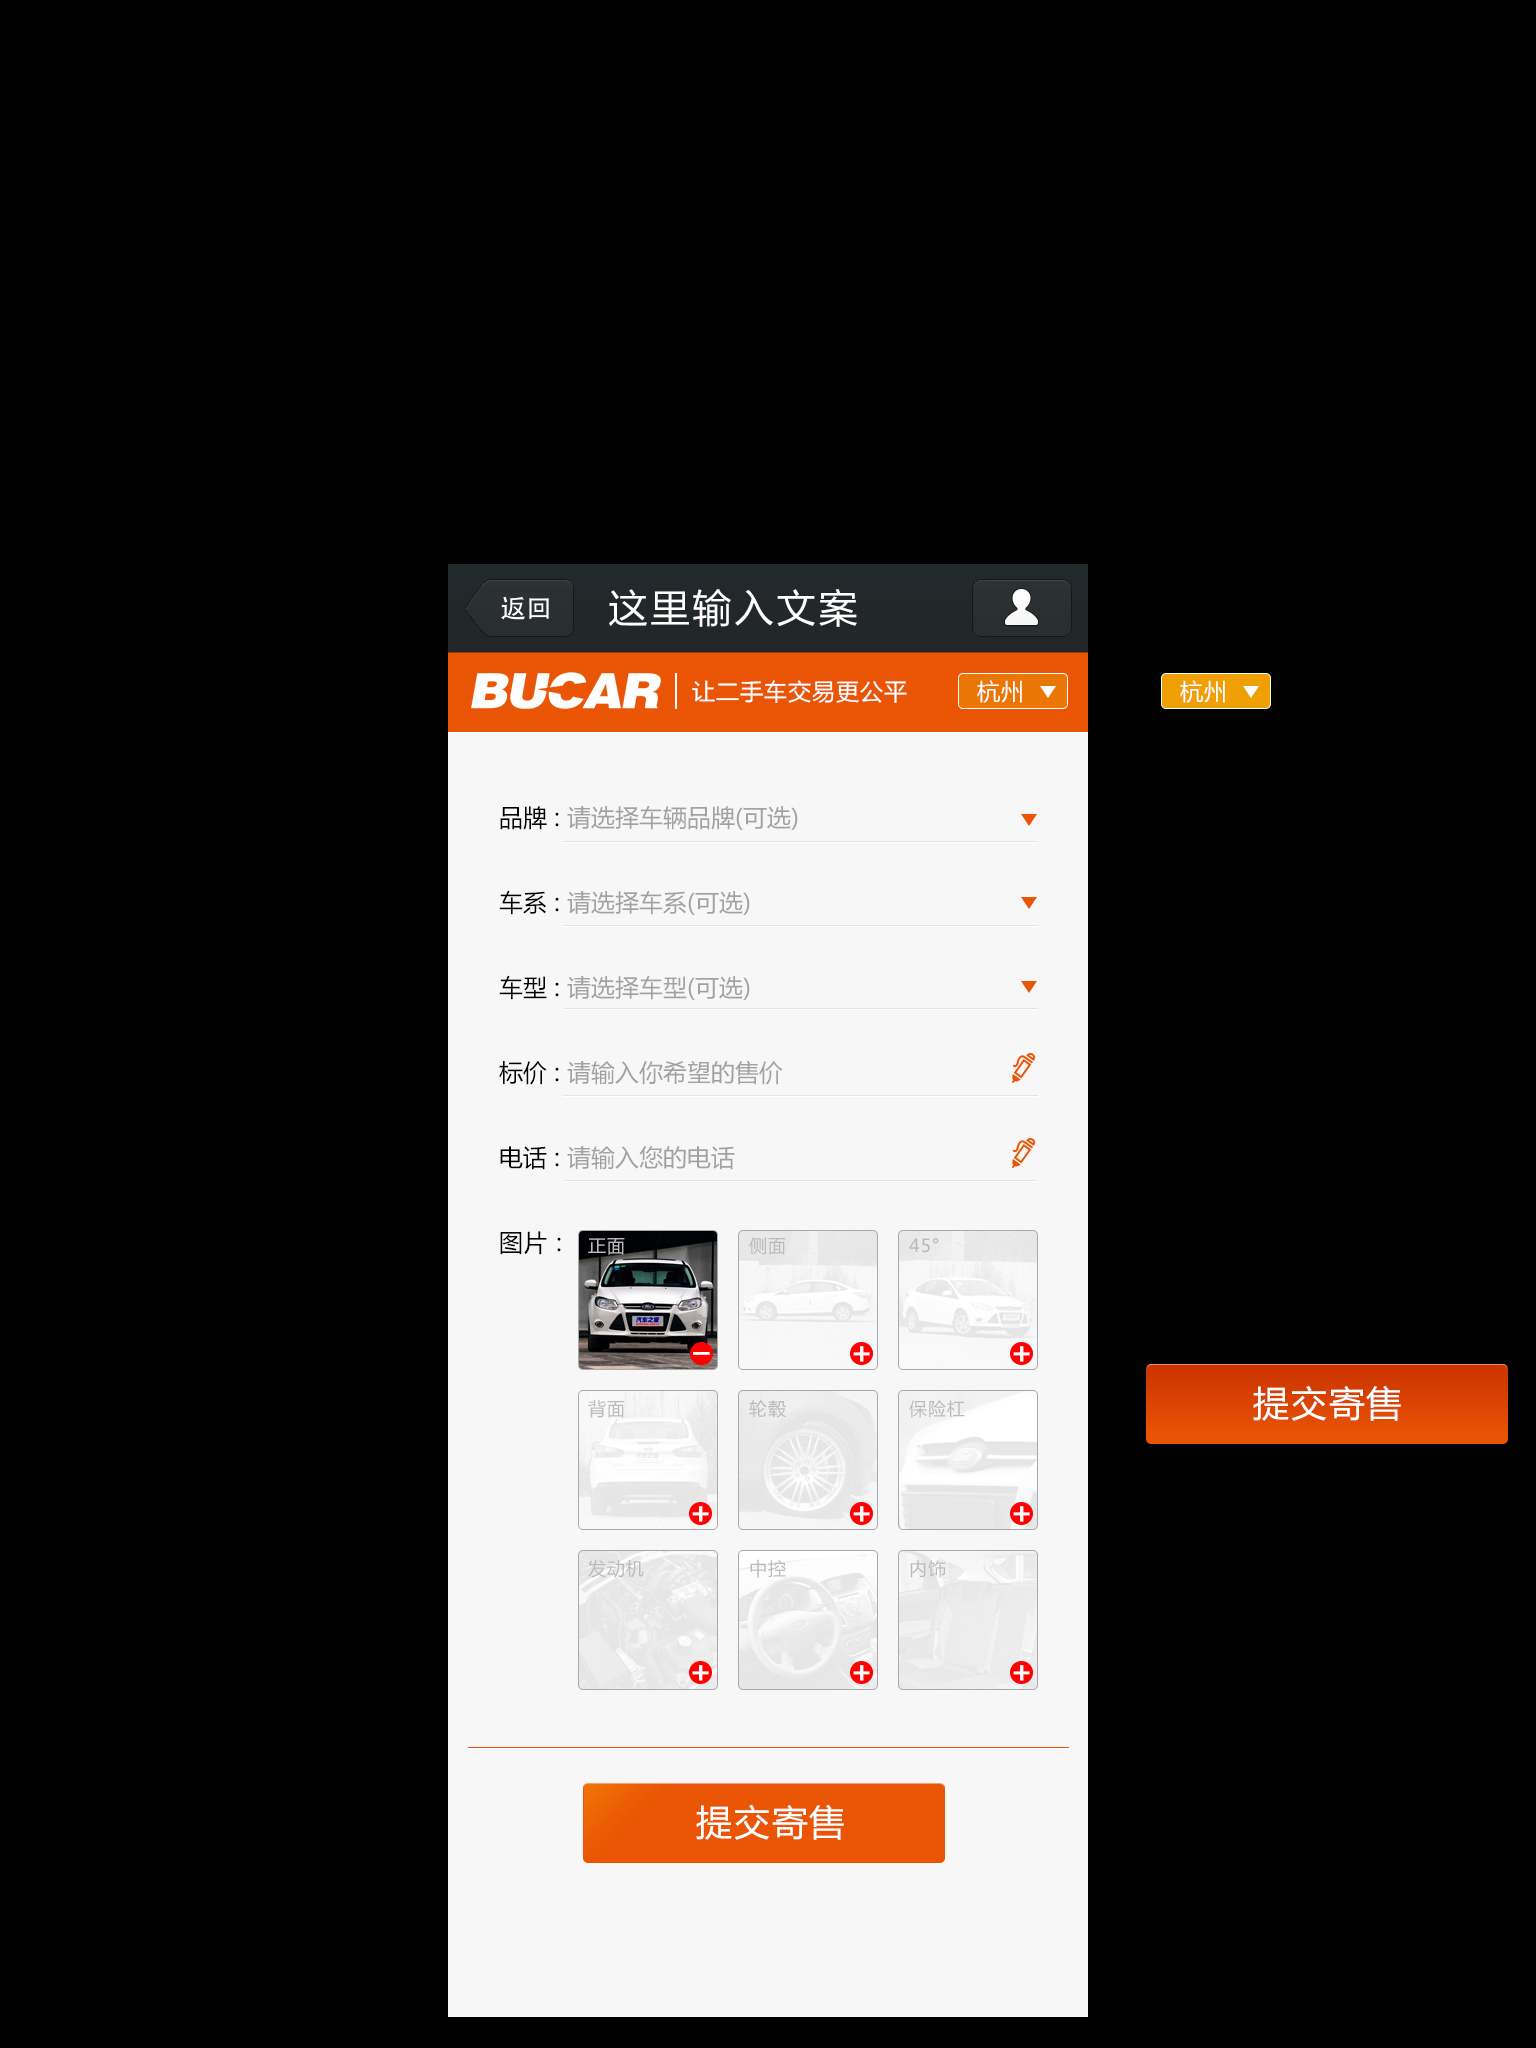 返回 这里输入文案
BUCAR 让二手车交易更公平 杭州 杭州
品牌 : 请选择车辆品牌(可选)
车系 : 请选择车系(可选)
车型 : 请选择车型(可选)
标价 : 请输入你希望的售价
电话 : 请输入您的电话
图片 : 正面 侧面 45°
汽车之家
提交寄售
背面 轮毂 保险杠
发动机 中控 内饰
提交寄售